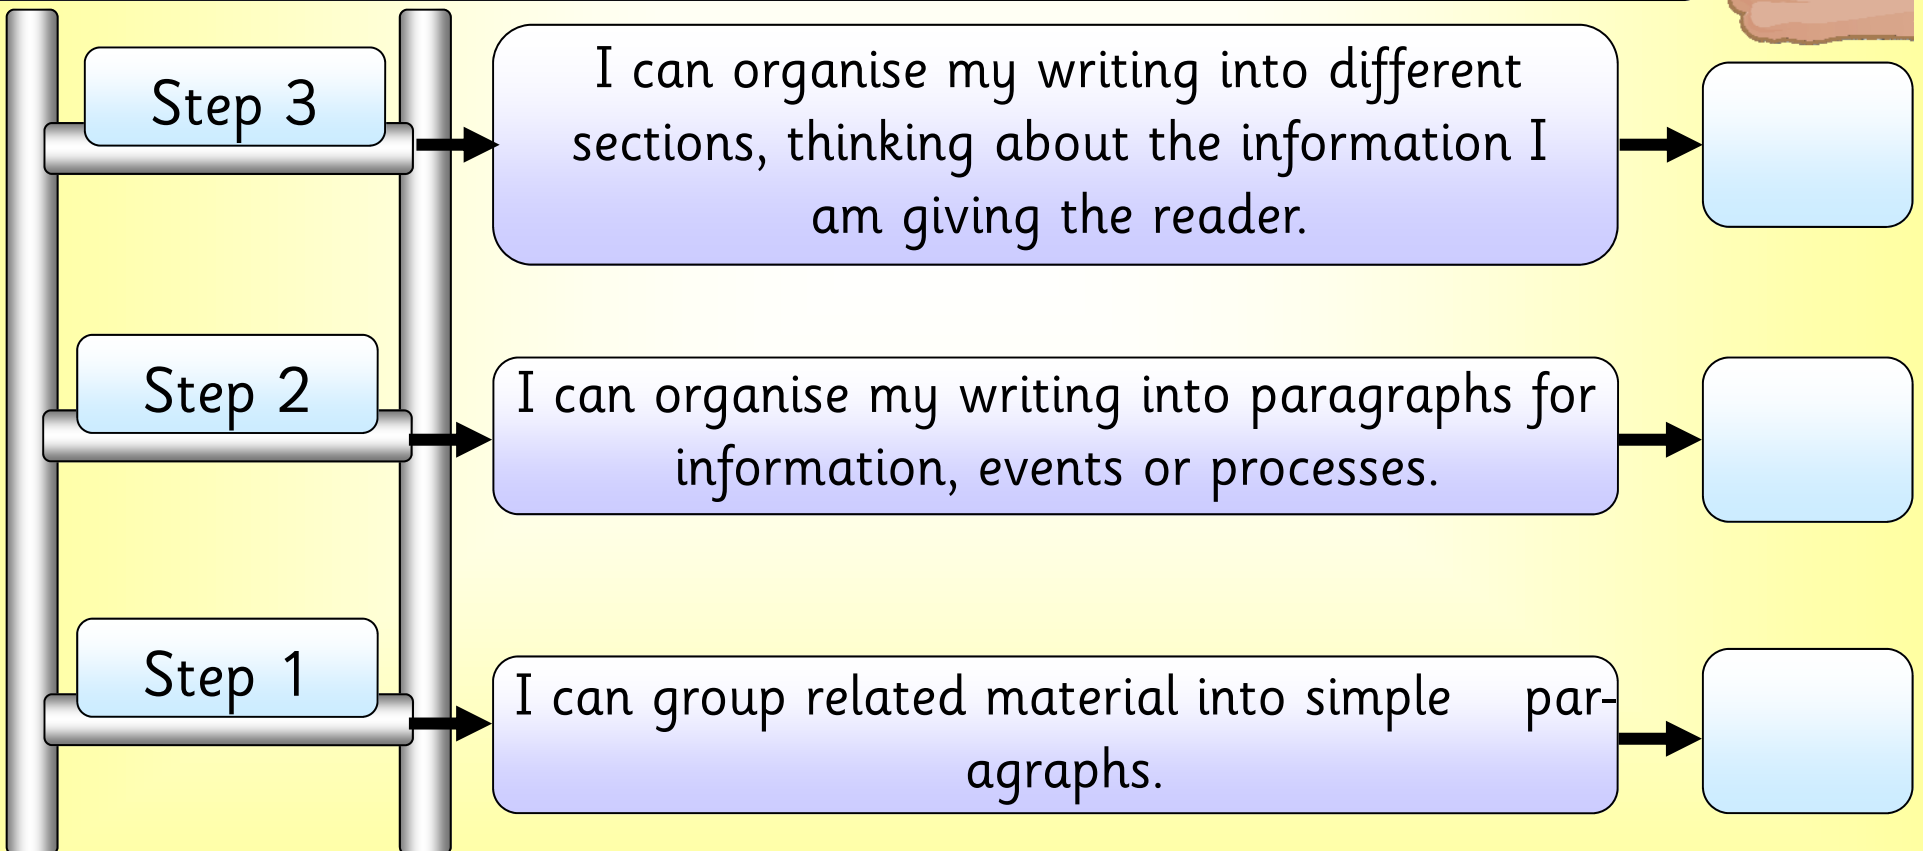 Step 3
I can organise my writing into different
sections, thinking about the information I
am giving the reader.
Step 2
I can organise my writing into paragraphs for
information, events or processes.
Step 1
I can group related material into simple par-
agraphs.